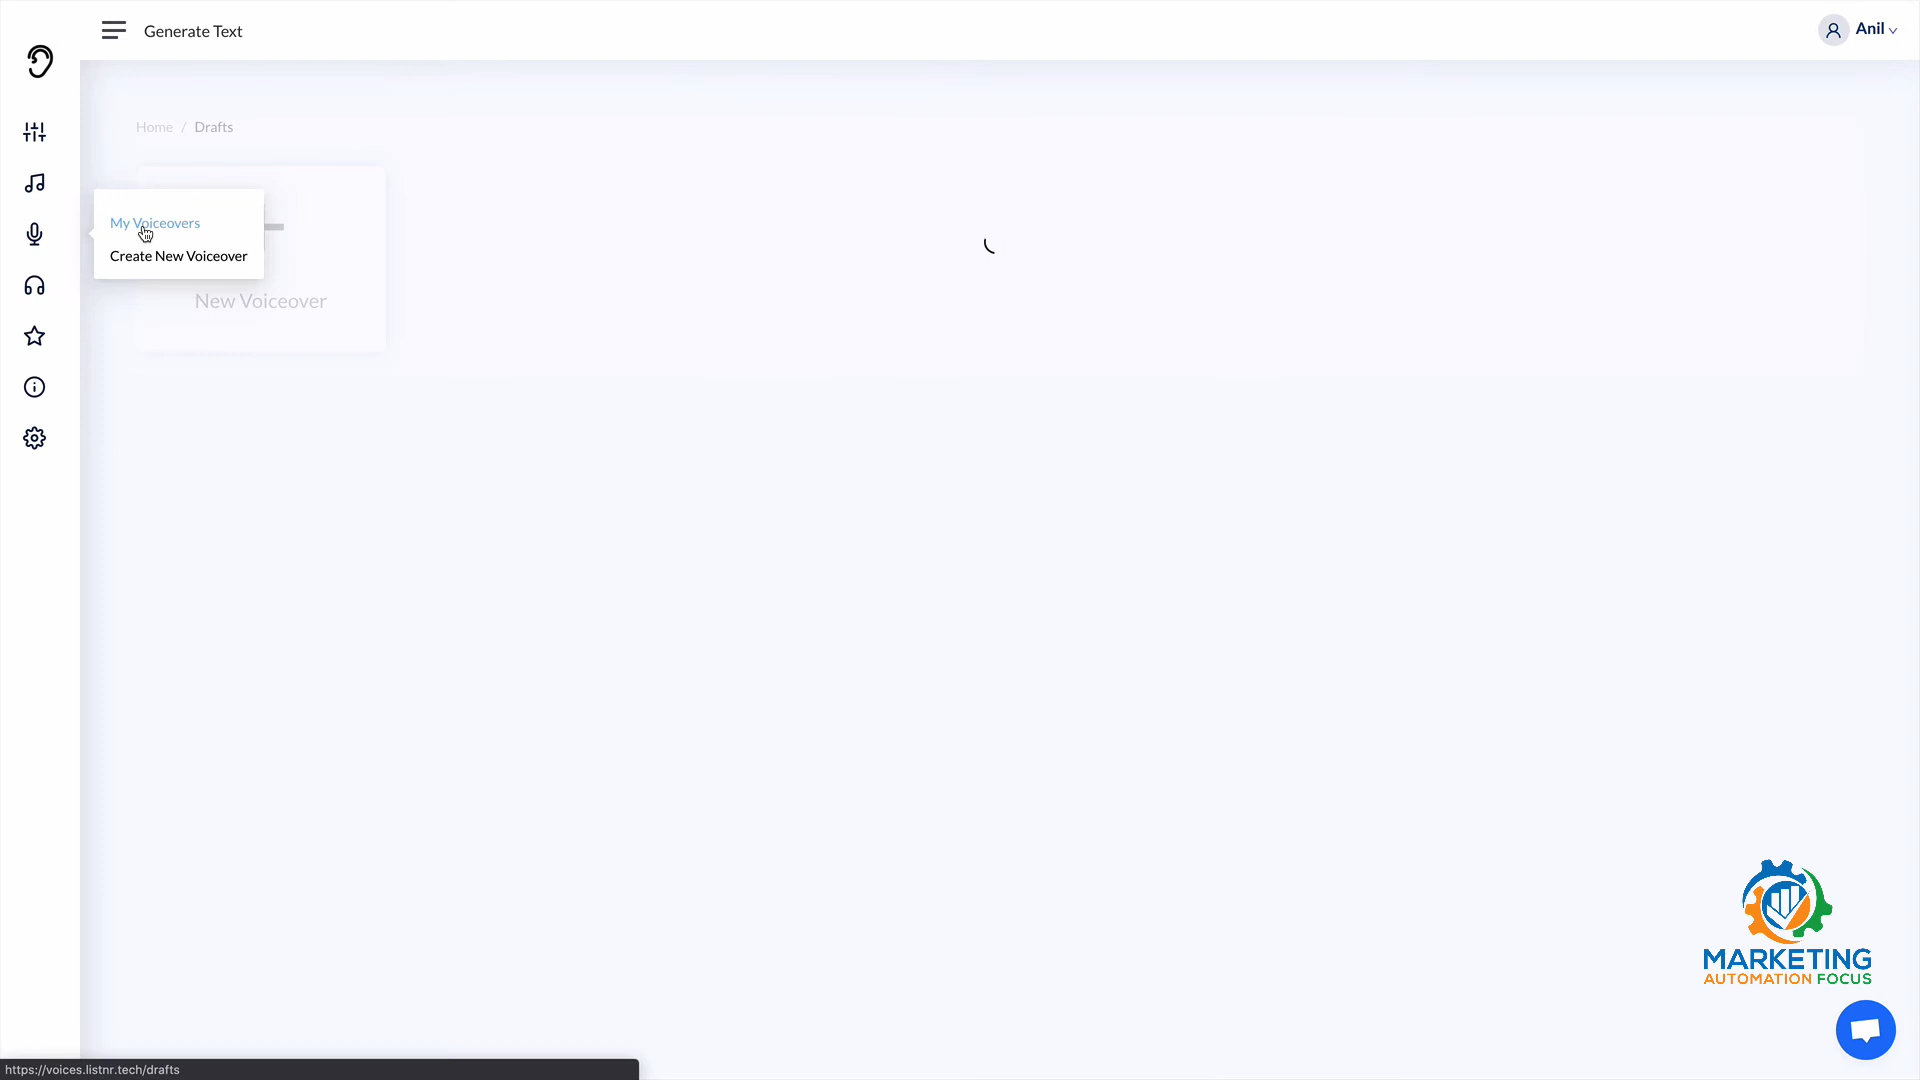 Generate Text
Anil
Home / Drafts
My Voiceovers
Create New Voiceover
New Voiceover
MARKETING
AUTOMATION FOCUS
https://voices.listnr.tech/drafts